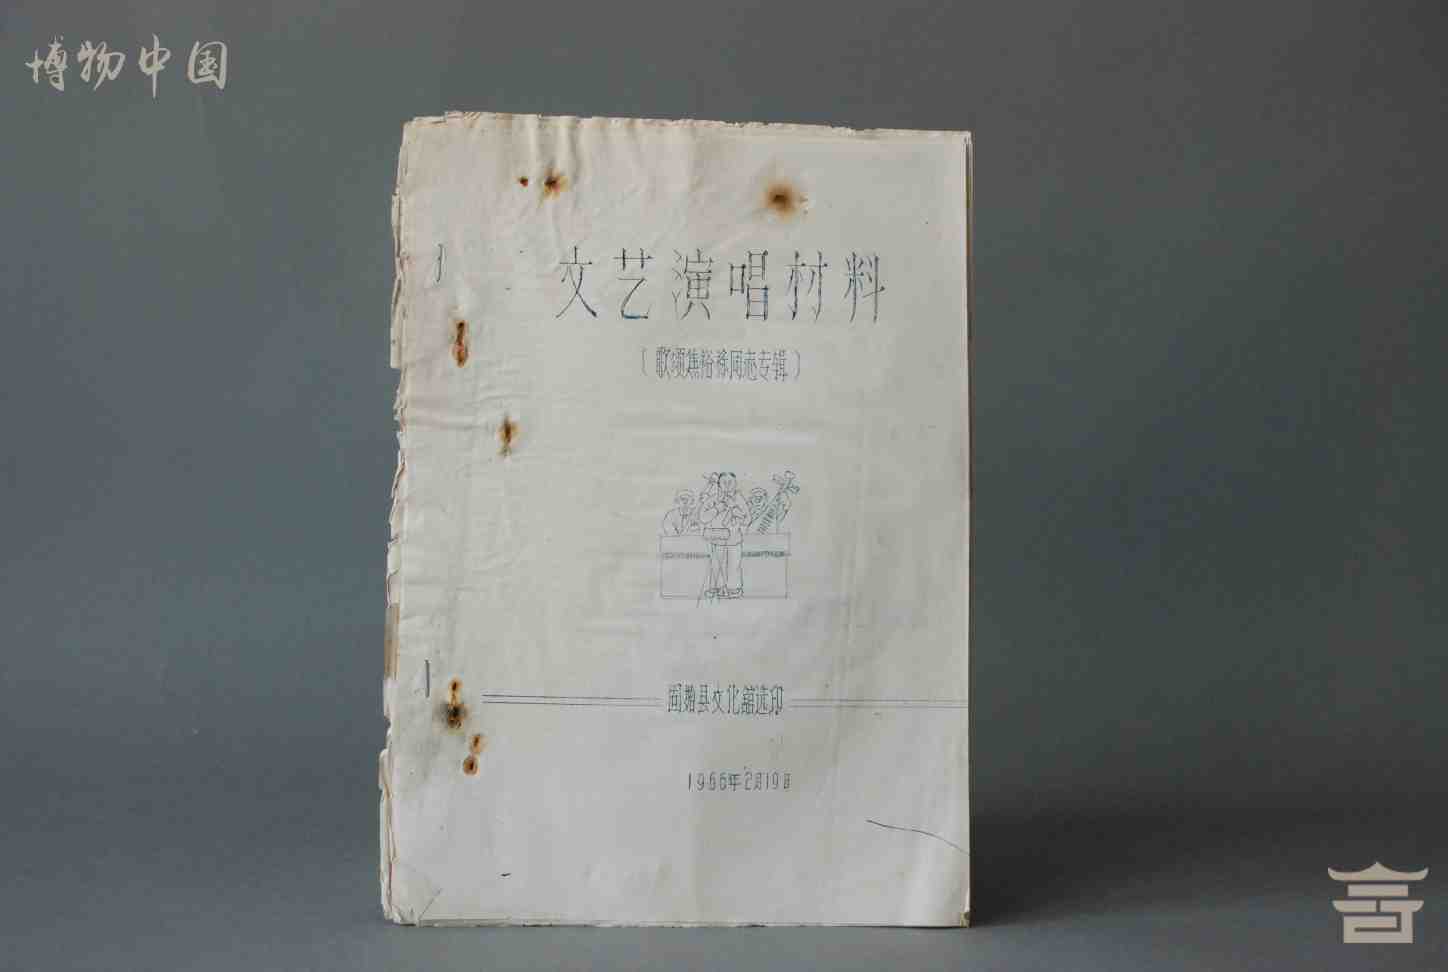 博物中国
文艺演唱材料
〔歌颂焦裕禄同志专辑〕
固始县文化館选印
1966年2月19日